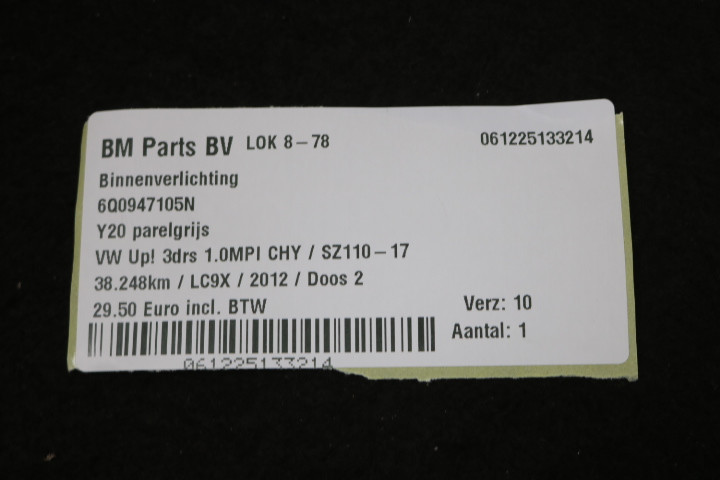 BM Parts BV LOK 8-78 061225133214
Binnenverlichting
6Q0947105N
Y20 parelgrijs
VW Up! 3drs 1.0MPI CHY / SZ110-17
38.248km / LC9X / 2012 / Doos 2
29.50 Euro incl. BTW Verz: 10
Aantal: 1
061225133214